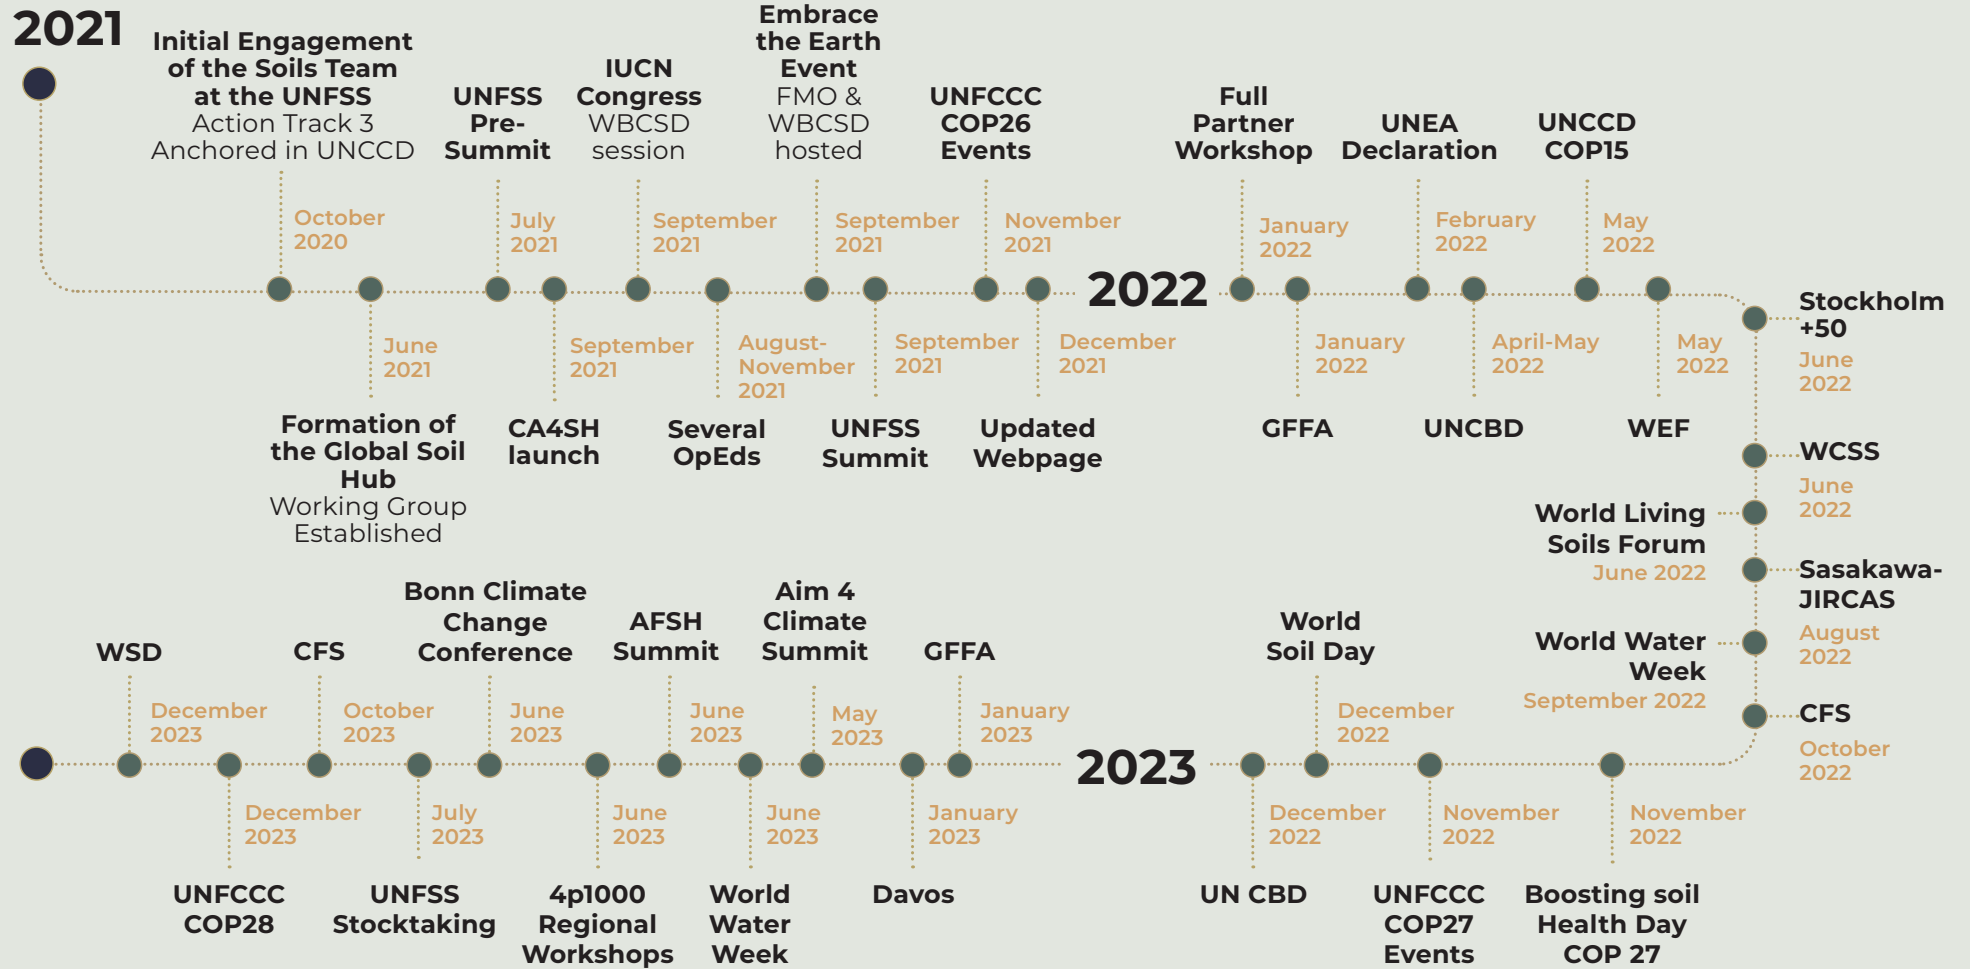 2021
Initial Engagement
of the Soils Team
at the UNFSS
Action Track 3
Anchored in UNCCD
October
2020
June
2021
Formation of
the Global Soil
Hub
Working Group
Established
UNFSS
Pre-
Summit
July
2021
September
2021
CA4SH
launch
IUCN
Congress
WBCSD
session
September
2021
August-
November
2021
Several
OpEds
Embrace
the Earth
Event
FMO &
WBCSD
hosted
September
2021
September
2021
UNFSS
Summit
UNFCCC
COP26
Events
November
2021
December
2021
Updated
Webpage
2022
Full
Partner
Workshop
January
2022
January
2022
GFFA
UNEA
Declaration
February
2022
April-May
2022
UNCBD
UNCCD
COP15
May
2022
May
2022
WEF
Stockholm
+50
June
2022
WCSS
June
2022
World Living
Soils Forum
June 2022
Sasakawa-
JIRCAS
August
2022
World Water
Week
September 2022
CFS
October
2022
November
2022
Boosting soil
Health Day
COP 27
November
2022
UNFCCC
COP27
Events
World
Soil Day
December
2022
December
2022
UN CBD
2023
GFFA
January
2023
January
2023
Davos
Aim 4
Climate
Summit
May
2023
June
2023
World
Water
Week
AFSH
Summit
June
2023
June
2023
4p1000
Regional
Workshops
Bonn Climate
Change
Conference
June
2023
July
2023
UNFSS
Stocktaking
CFS
October
2023
December
2023
UNFCCC
COP28
WSD
December
2023